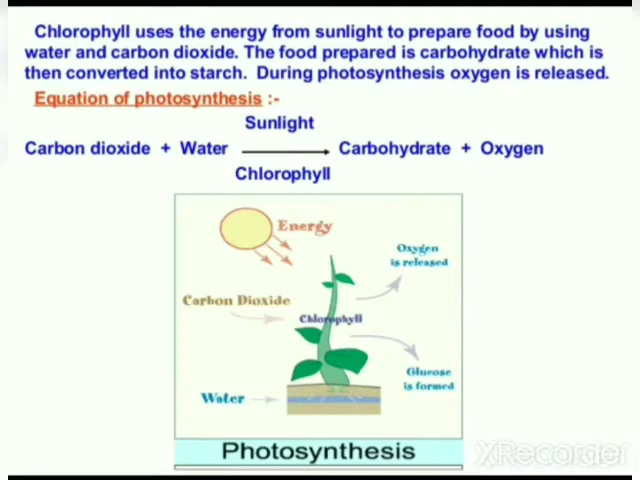 Chlorophyll uses the energy from sunlight to prepare food by using
water and carbon dioxide. The food prepared is carbohydrate which is
then converted into starch. During photosynthesis oxygen is released.
Equation of photosynthesis :-
Sunlight
Carbon dioxide + Water ⟶ Carbohydrate + Oxygen
Chlorophyll
Energy
Oxygen
is released
Carbon Dioxide
Chlorophyll
Glucose
is formed
Water
Photosynthesis
XRecorder